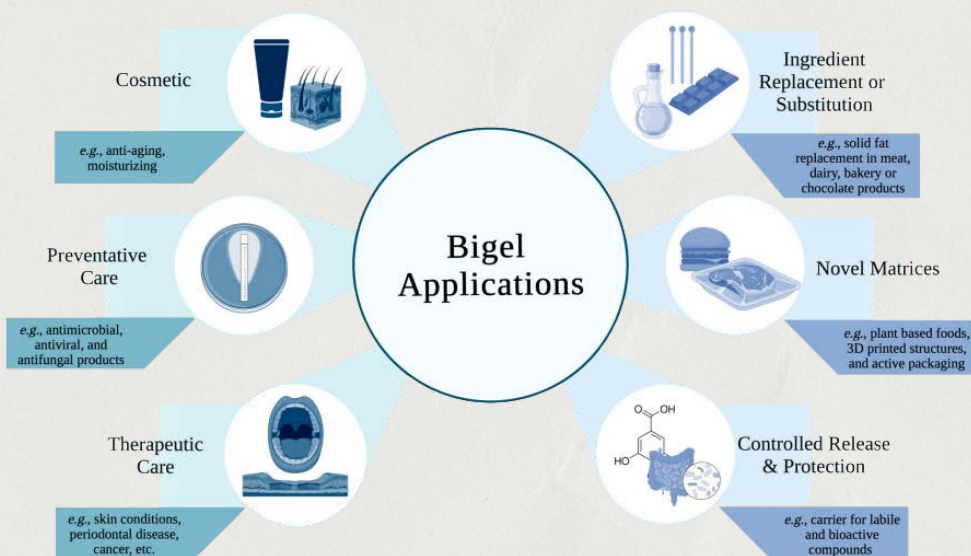 Bigel
Applications
Cosmetic
e.g., anti-aging,
moisturizing
Preventative
Care
e.g., antimicrobial,
antiviral, and
antifungal products
Therapeutic
Care
e.g., skin conditions,
periodontal disease,
cancer, etc.
Ingredient
Replacement or
Substitution
e.g., solid fat
replacement in meat,
dairy, bakery or
chocolate products
Novel Matrices
e.g., plant based foods,
3D printed structures,
and active packaging
O
OH
HO
Controlled Release
& Protection
e.g., carrier for labile
and bioactive
compounds